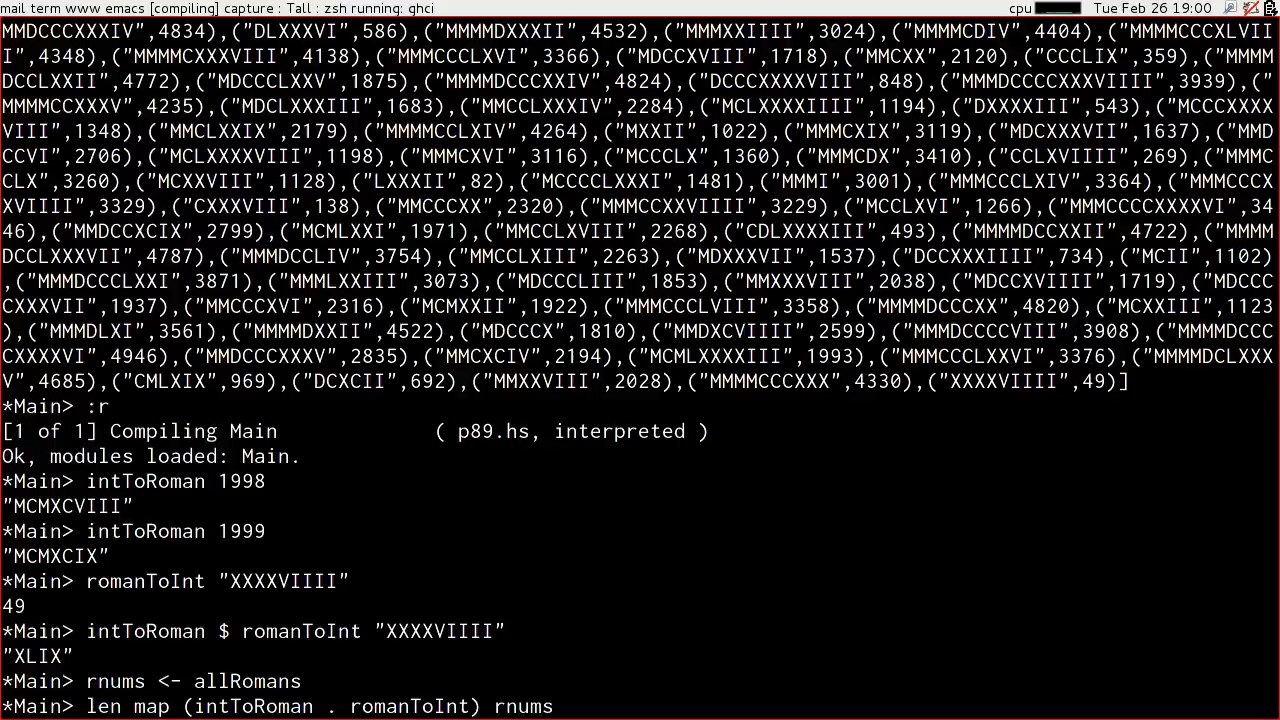 mail term www emacs [compiling] capture : Tall : zsh running: ghci cpu Tue Feb 26 19:00
MMDCCCXXXIV",4834),("DLXXXVI",586),("MMMMDXXXII",4532),("MMMXXIIII",3024),("MMMMCDIV",4404),("MMMMCCCXLVII
I",4348),("MMMMCXXXVIII",4138),("MMMCCCLXVI",3366),("MDCCXVIII",1718),("MMCXX",2120),("CCCLIX",359),("MMMM
DCCLXXII",4772),("MDCCCLXXV",1875),("MMMMDCCCXXIV",4824),("DCCCXXXXVIII",848),("MMMDCCCCXXXVIIII",3939),("
MMMMCCXXXV",4235),("MDCLXXXIII",1683),("MMCCLXXXIV",2284),("MCLXXXXIIII",1194),("DXXXXIII",543),("MCCCXXXX
VIII",1348),("MMCLXXIX",2179),("MMMMCCLXIV",4264),("MXXII",1022),("MMMCXIX",3119),("MDCXXXVII",1637),("MMD
CCVI",2706),("MCLXXXXVIII",1198),("MMMCXVI",3116),("MCCCLX",1360),("MMMCDX",3410),("CCLXVIIII",269),("MMMC
CLX",3260),("MCXXVIII",1128),("LXXXII",82),("MCCCCLXXXI",1481),("MMMI",3001),("MMMCCCLXIV",3364),("MMMCCCX
XVIIII",3329),("CXXXVIII",138),("MMCCCXX",2320),("MMMCCXXVIIII",3229),("MCCLXVI",1266),("MMMCCCCXXXXVI",34
46),("MMDCCXCIX",2799),("MCMLXXI",1971),("MMCCLXVIII",2268),("CDLXXXXIII",493),("MMMMDCCXXII",4722),("MMMM
DCCLXXXVII",4787),("MMMDCCLIV",3754),("MMCCLXIII",2263),("MDXXXVII",1537),("DCCXXXIIII",734),("MCII",1102)
,("MMMDCCCLXXI",3871),("MMMLXXIII",3073),("MDCCCLIII",1853),("MMXXXVIII",2038),("MDCCXVIIII",1719),("MDCCC
CXXXVII",1937),("MMCCCXVI",2316),("MCMXXII",1922),("MMMCCCLVIII",3358),("MMMMDCCCXX",4820),("MCXXIII",1123
),("MMMDLXI",3561),("MMMMDXXII",4522),("MDCCCX",1810),("MMDXCVIIII",2599),("MMMDCCCCVIII",3908),("MMMMDCCC
CXXXXVI",4946),("MMDCCCXXXV",2835),("MMCXCIV",2194),("MCMLXXXXIII",1993),("MMMCCCLXXVI",3376),("MMMMDCLXXX
V",4685),("CMLXIX",969),("DCXCII",692),("MMXXVIII",2028),("MMMMCCCXXX",4330),("XXXXVIIII",49)]
*Main> :r
[1 of 1] Compiling Main ( p89.hs, interpreted )
Ok, modules loaded: Main.
*Main> intToRoman 1998
"MCMXCVIII"
*Main> intToRoman 1999
"MCMXCIX"
*Main> romanToInt "XXXXVIIII"
49
*Main> intToRoman $ romanToInt "XXXXVIIII"
"XLIX"
*Main> rnums <- allRomans
*Main> len map (intToRoman . romanToInt) rnums